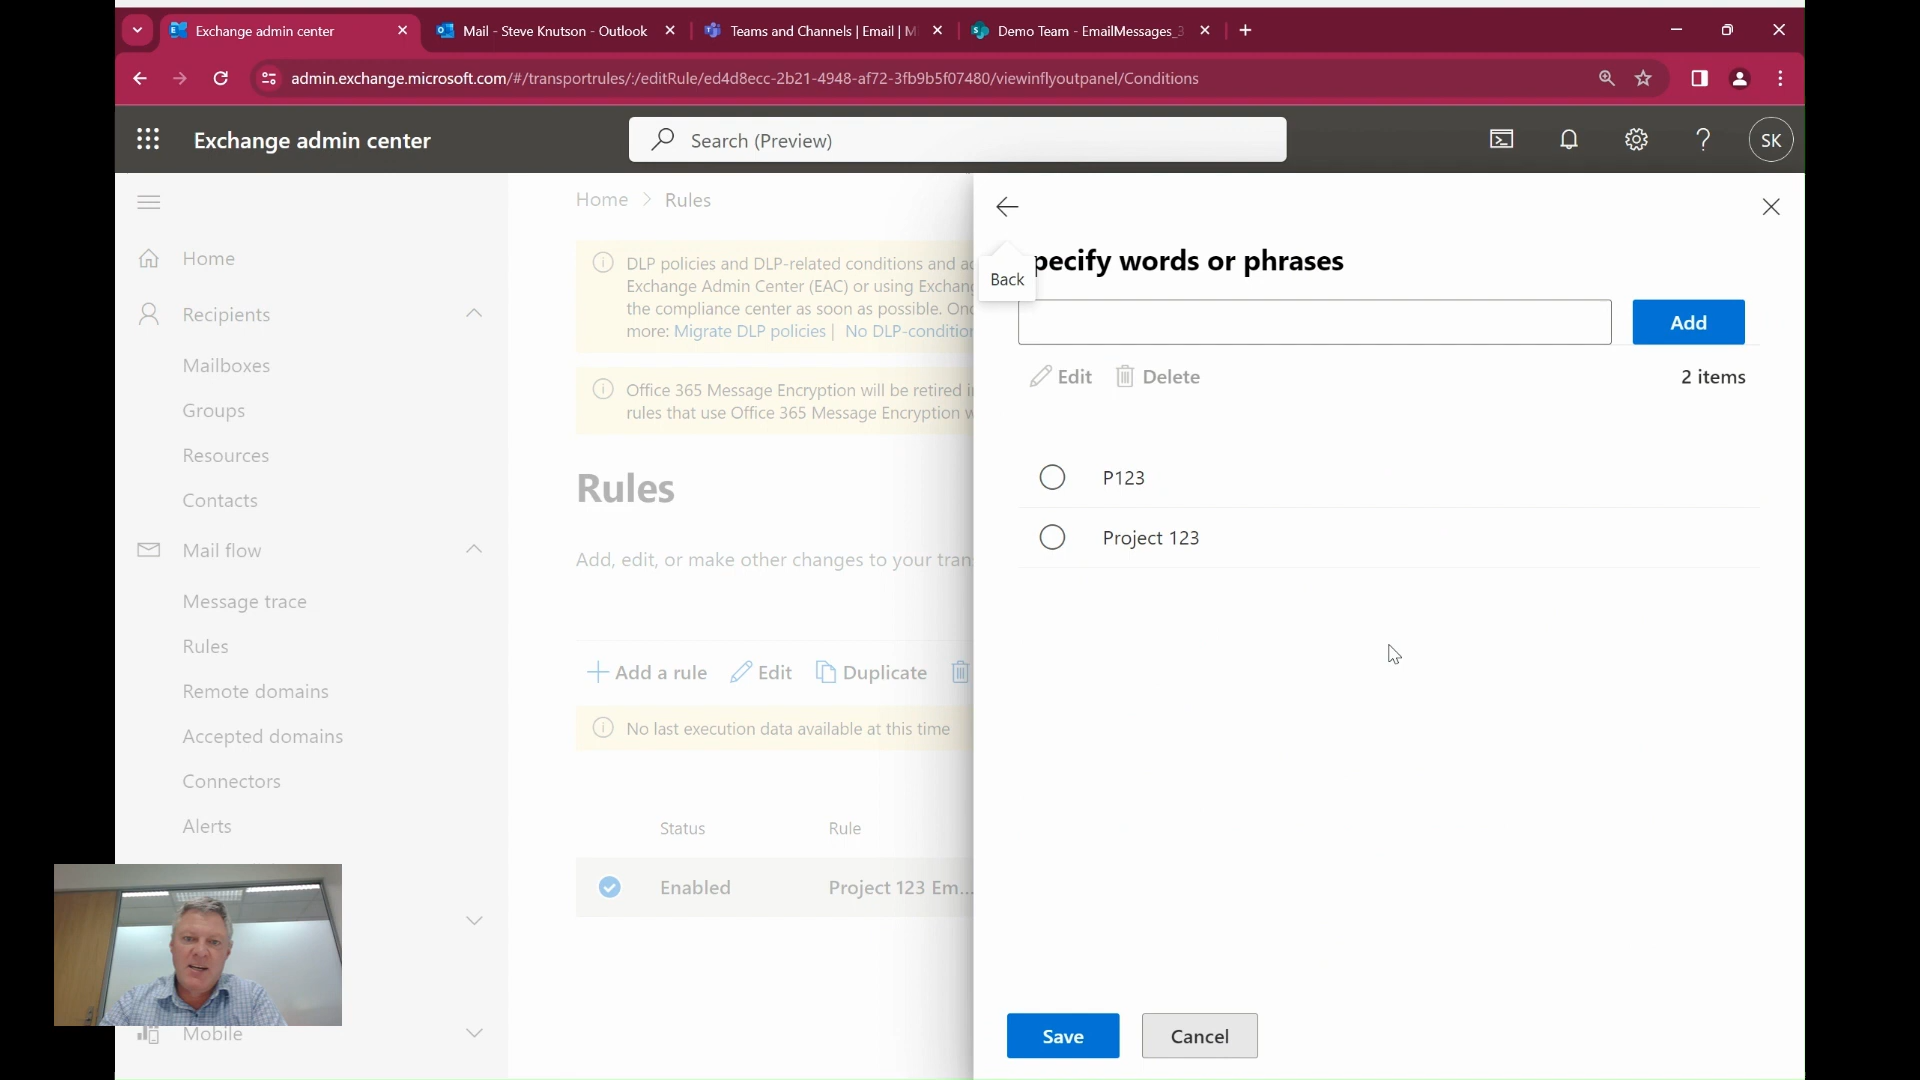 Exchange admin center
Mail - Steve Knutson - Outlook
Teams and Channels | Email | M
Demo Team - EmailMessages_3
admin.exchange.microsoft.com/#/transportrules/:/editRule/ed4d8ecc-2b21-4948-af72-3fb9b5f07480/viewinflyoutpanel/Conditions
Exchange admin center
Search (Preview)
SK
Home
Recipients
Mailboxes
Groups
Resources
Contacts
Mail flow
Message trace
Rules
Remote domains
Accepted domains
Connectors
Alerts
Mobile
Home > Rules
DLP policies and DLP-related conditions and ac
Exchange Admin Center (EAC) or using Exchan
the compliance center as soon as possible. Onc
more: Migrate DLP policies | No DLP-condition
Office 365 Message Encryption will be retired i
rules that use Office 365 Message Encryption w
Rules
Add, edit, or make other changes to your tran
Add a rule
Edit
Duplicate
No last execution data available at this time
Status
Rule
Enabled
Project 123 Em...
Back
pecify words or phrases
Add
Edit
Delete
2 items
P123
Project 123
Save
Cancel